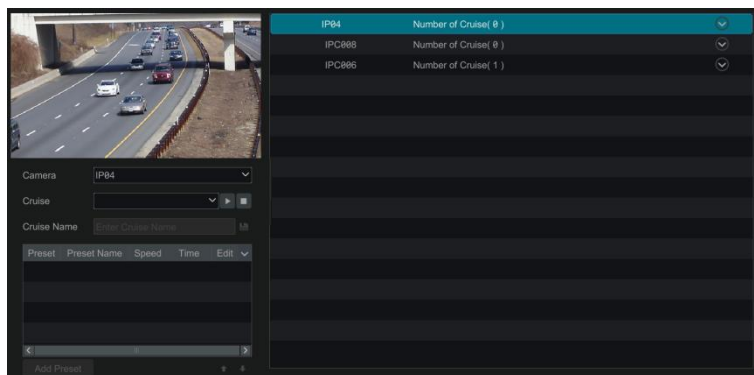 IP04 Number of Cruise( 0 )
IPC008 Number of Cruise( 0 )
IPC006 Number of Cruise( 1 )
Camera IP04
Cruise
Cruise Name Enter Cruise Name
Preset Preset Name Speed Time Edit
Add Preset